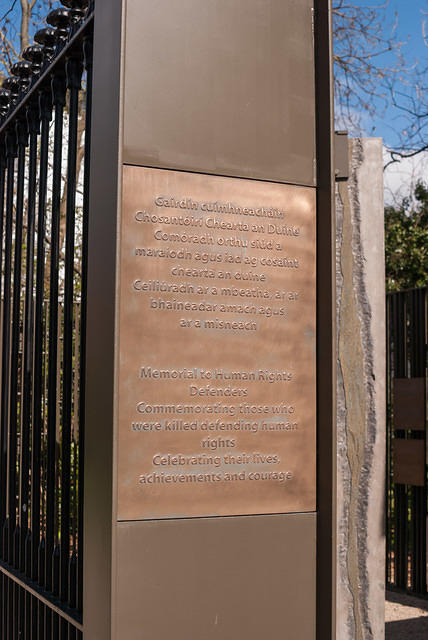 Gairdín cuimhneacháin
Chosantóirí Chearta an Duine
Comóradh orthu siúd a
maraíodh agus iad ag cosaint
chearta an duine
Ceiliúradh ar a mbeatha, ar ar
bhaineadar amach agus
ar a misneach
Memorial to Human Rights
Defenders
Commemorating those who
were killed defending human
rights
Celebrating their lives,
achievements and courage